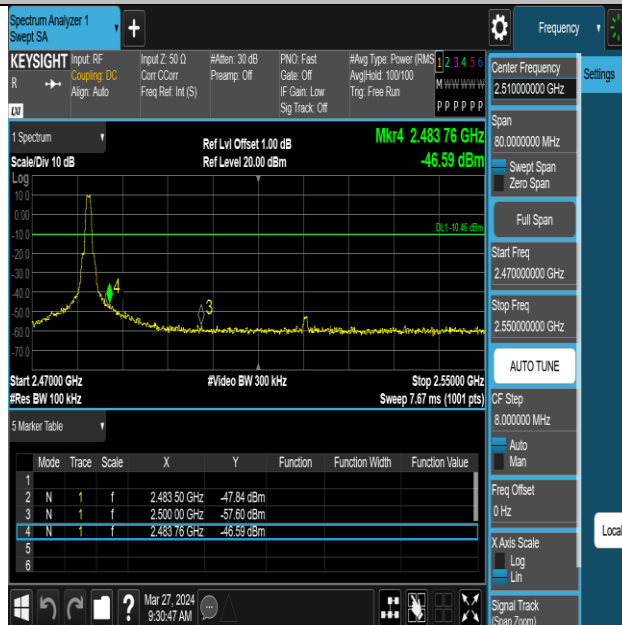 Spectrum Analyzer 1
Swept SA
Frequency
KEYSIGHT
R
Input: RF
Coupling: DC
Align: Auto
Input Z: 50 Ω
Corr CCorr
Freq Ref: Int (S)
#Atten: 30 dB
Preamp: Off
PNO: Fast
Gate: Off
IF Gain: Low
Sig Track: Off
#Avg Type: Power (RMS
Avg|Hold: 100/100
Trig: Free Run
1 2 3 4 5 6
M W W W W W
P P P P P P
LXI
1 Spectrum
Scale/Div 10 dB
Ref Lvl Offset 1.00 dB
Ref Level 20.00 dBm
Mkr4 2.483 76 GHz
-46.59 dBm
Log
10.0
0.00
-10.0
-20.0
-30.0
-40.0
-50.0
-60.0
-70.0
DL1 -10.46 dBm
4
3
Start 2.47000 GHz
#Res BW 100 kHz
#Video BW 300 kHz
Stop 2.55000 GHz
Sweep 7.67 ms (1001 pts)
5 Marker Table
Mode Trace Scale X Y Function Function Width Function Value
1
2 N 1 f 2.483 50 GHz -47.84 dBm
3 N 1 f 2.500 00 GHz -57.60 dBm
4 N 1 f 2.483 76 GHz -46.59 dBm
5
6
Mar 27, 2024
9:30:47 AM
?
Center Frequency
2.510000000 GHz
Settings
Span
80.0000000 MHz
Swept Span
Zero Span
Full Span
Start Freq
2.470000000 GHz
Stop Freq
2.550000000 GHz
AUTO TUNE
CF Step
8.000000 MHz
Auto
Man
Freq Offset
0 Hz
X Axis Scale
Log
Lin
Local
Signal Track
(Span Zoom)